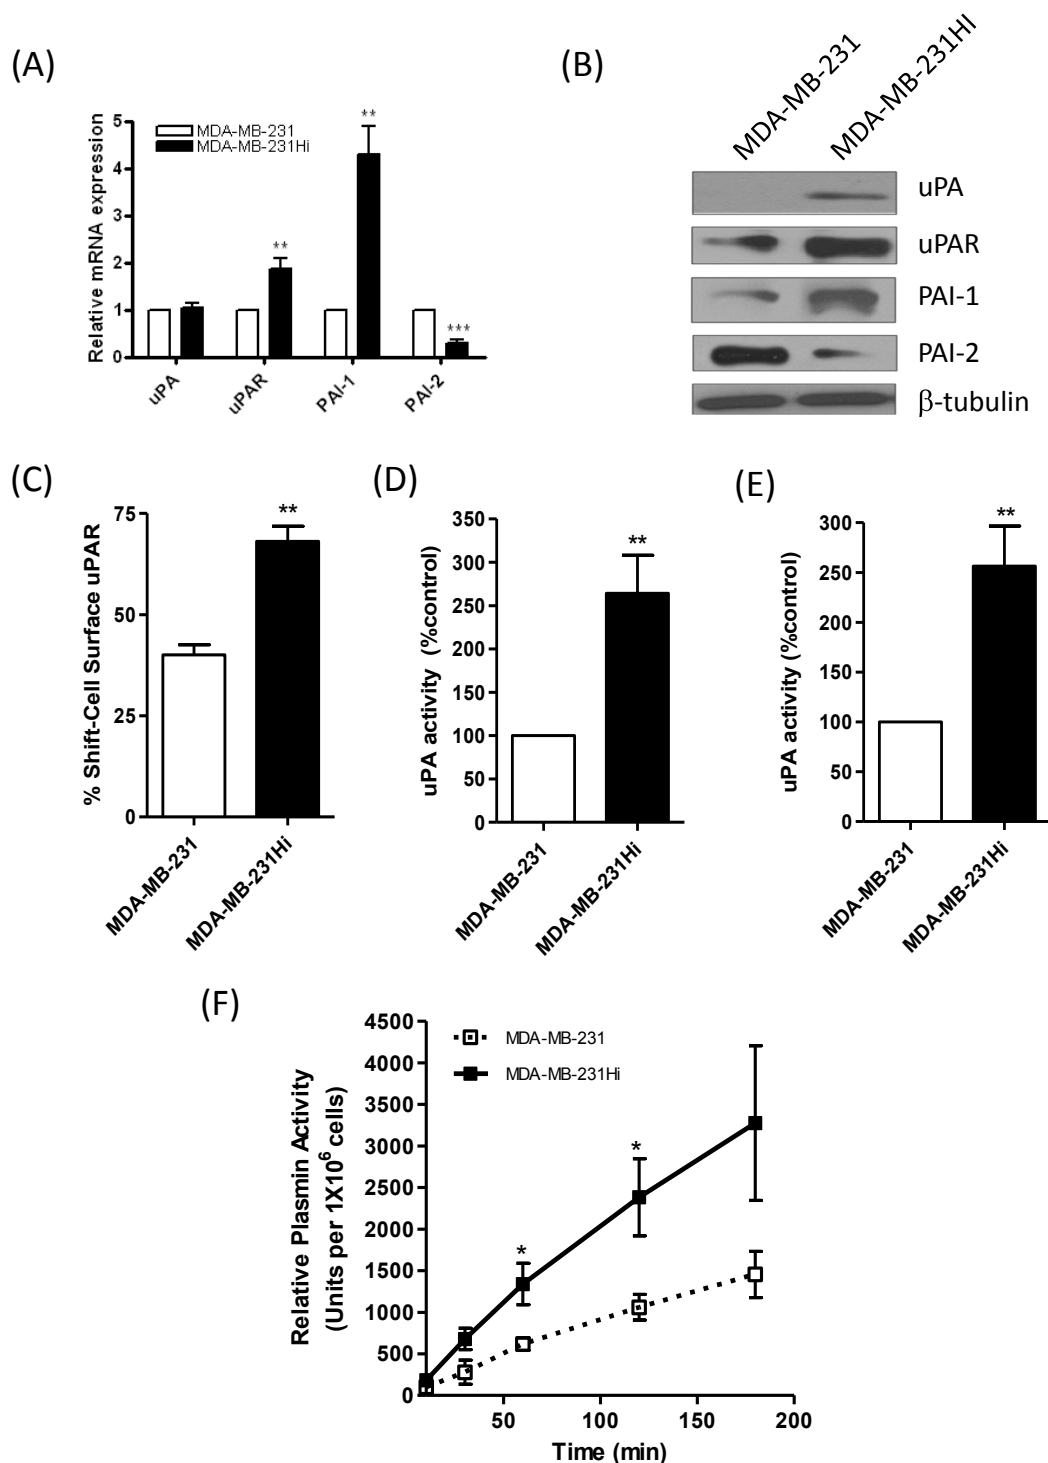 (A)
MDA-MB-231
MDA-MB-231Hi
Relative mRNA expression
5
4
3
2
1
0
**
**
***
uPA
uPAR
PAI-1
PAI-2
(B)
MDA-MB-231
MDA-MB-231HI
uPA
uPAR
PAI-1
PAI-2
β-tubulin
(C)
% Shift-Cell Surface uPAR
75
50
25
0
**
MDA-MB-231
MDA-MB-231Hi
(D)
uPA activity (%control)
350
300
250
200
150
100
50
0
**
MDA-MB-231
MDA-MB-231Hi
(E)
uPA activity (%control)
300
250
200
150
100
50
0
**
MDA-MB-231
MDA-MB-231Hi
(F)
Relative Plasmin Activity
(Units per 1X10⁶ cells)
4500
4000
3500
3000
2500
2000
1500
1000
500
0
MDA-MB-231
MDA-MB-231Hi
*
*
50
100
150
200
Time (min)